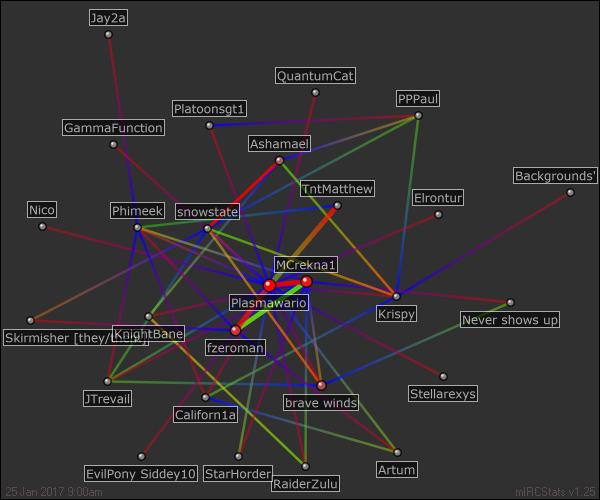 Jay2a
QuantumCat
PPPaul
Platoonsgt1
GammaFunction
Ashamael
Backgrounds'
TntMatthew
Elrontur
Nico
Phimeek
snowstate
MCrekna1
Plasmawario
Krispy
Never shows up
Skirmisher [they/
KnightBane
fzeroman
Stellarexys
JTrevail
Californ1a
brave winds
EvilPony Siddey10
StarHorder
Artum
RaiderZulu
25 Jan 2017 9:00am
mIRCStats v1.25